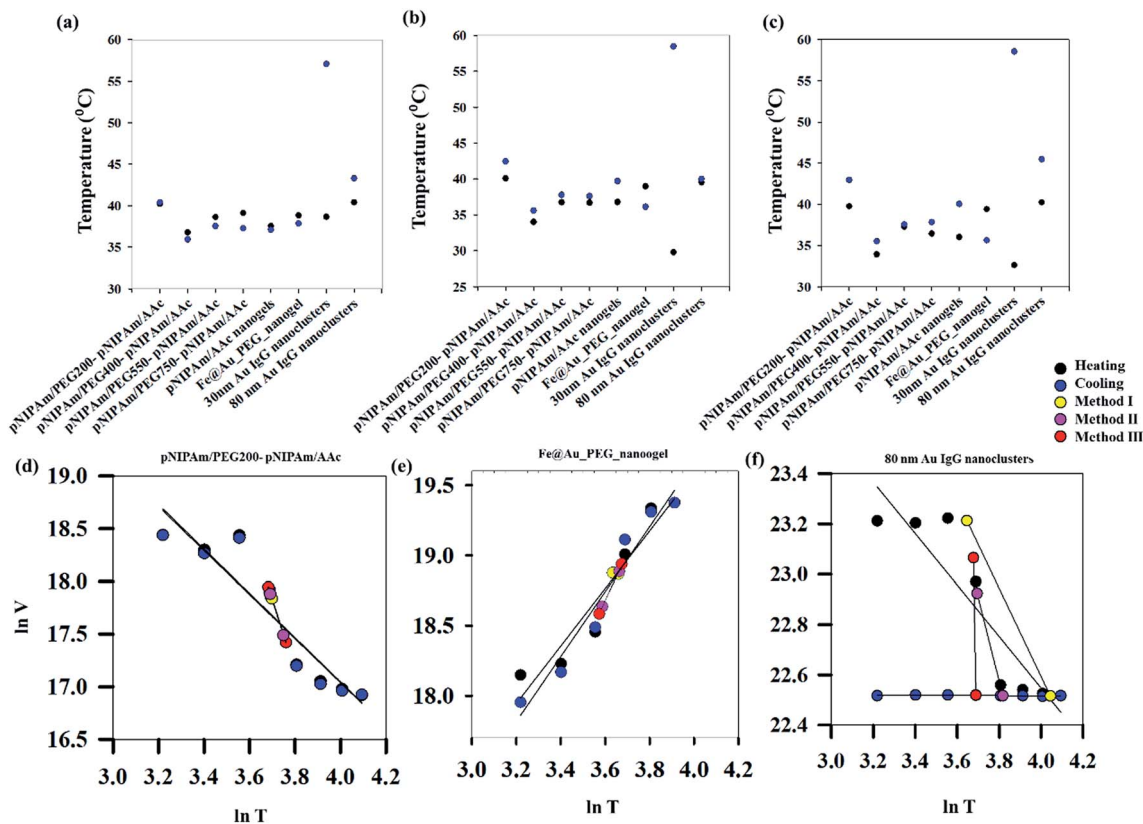 (a)
60
55
50
45
40
35
30
Temperature (⁰C)
pNIPAm/PEG200- pNIPAm/AAc
pNIPAm/PEG400- pNIPAm/AAc
pNIPAm/PEG550- pNIPAm/AAc
pNIPAm/PEG750- pNIPAm/AAc
pNIPAm/AAc nanogels
Fe@Au_PEG_nanogel
30nm Au IgG nanoclusters
80 nm Au IgG nanoclusters
(b)
60
55
50
45
40
35
30
25
Temperature (⁰C)
pNIPAm/PEG200- pNIPAm/AAc
pNIPAm/PEG400- pNIPAm/AAc
pNIPAm/PEG550- pNIPAm/AAc
pNIPAm/PEG750- pNIPAm/AAc
pNIPAm/AAc nanogels
Fe@Au_PEG_nanogel
30nm Au IgG nanoclusters
80 nm Au IgG nanoclusters
(c)
60
55
50
45
40
35
30
Temperature (⁰C)
pNIPAm/PEG200- pNIPAm/AAc
pNIPAm/PEG400- pNIPAm/AAc
pNIPAm/PEG550- pNIPAm/AAc
pNIPAm/PEG750- pNIPAm/AAc
pNIPAm/AAc nanogels
Fe@Au_PEG_nanogel
30nm Au IgG nanoclusters
80 nm Au IgG nanoclusters
Heating
Cooling
Method I
Method II
Method III
(d)
pNIPAm/PEG200- pNIPAm/AAc
19.0
18.5
18.0
17.5
17.0
16.5
ln V
3.0 3.2 3.4 3.6 3.8 4.0 4.2
ln T
(e)
Fe@Au_PEG_nanoogel
19.5
19.0
18.5
18.0
3.0 3.2 3.4 3.6 3.8 4.0 4.2
ln T
(f)
80 nm Au IgG nanoclusters
23.4
23.2
23.0
22.8
22.6
22.4
3.0 3.2 3.4 3.6 3.8 4.0 4.2
ln T